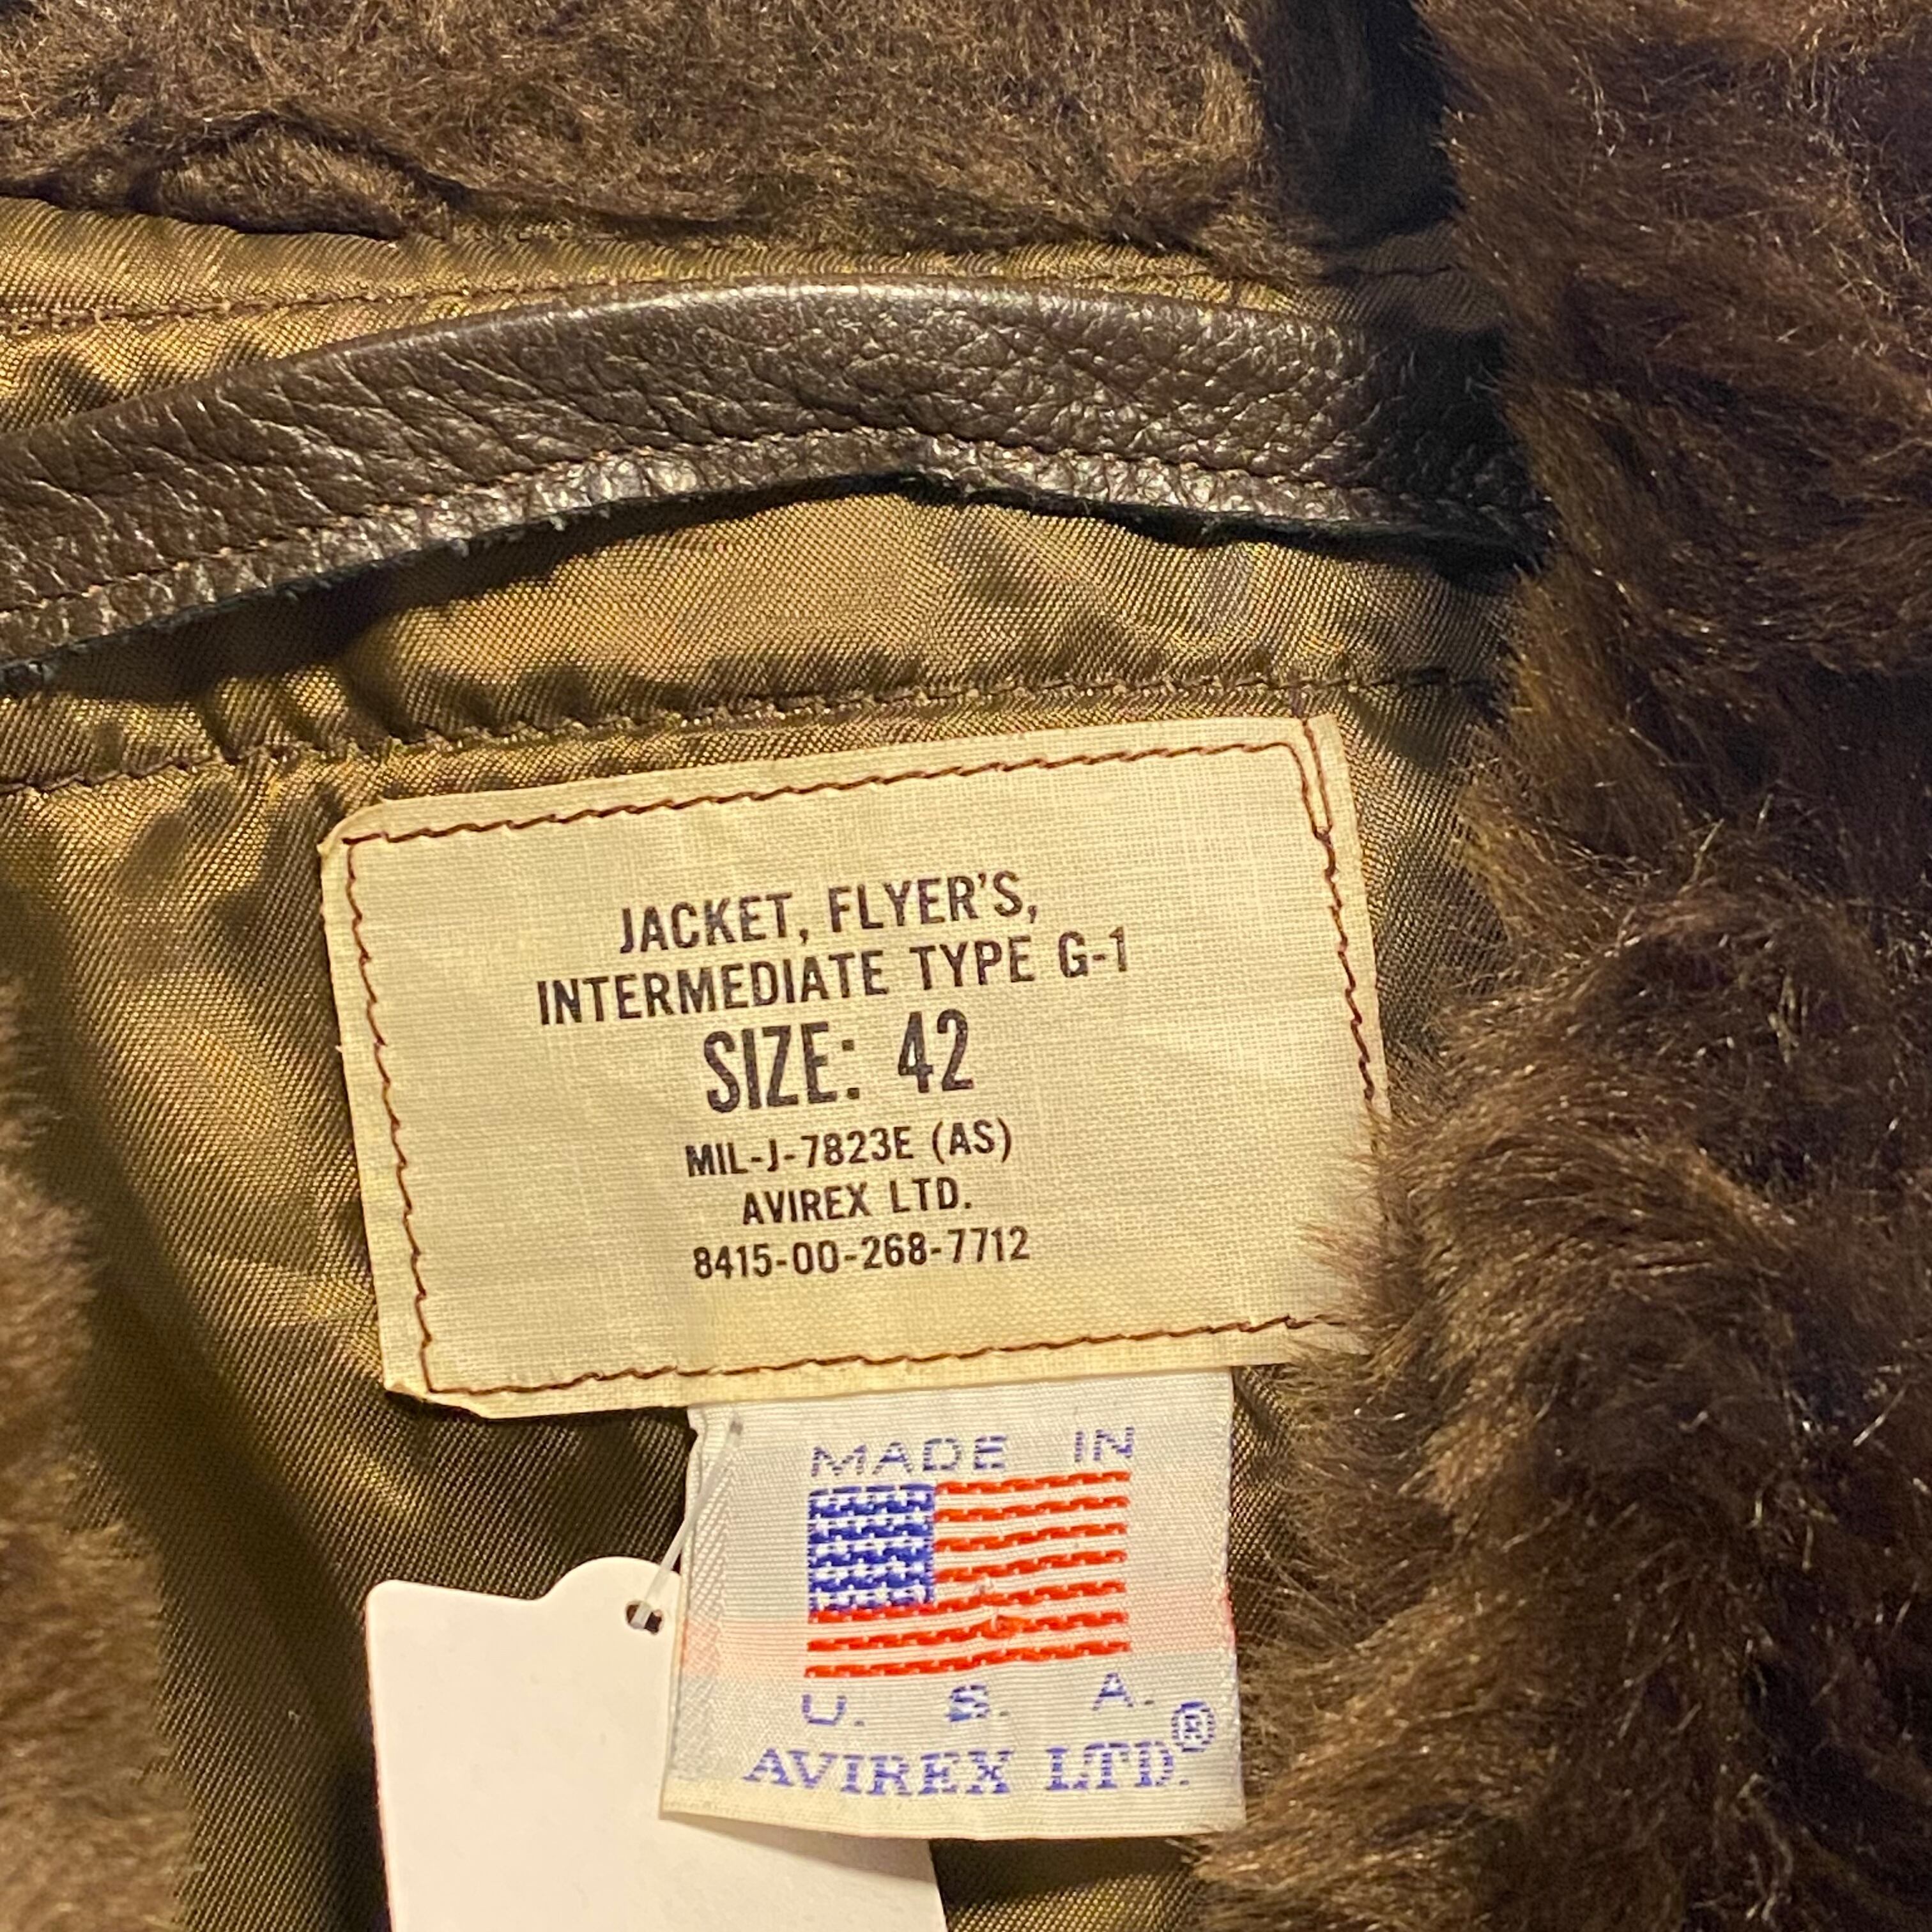 JACKET, FLYER'S,
INTERMEDIATE TYPE G-1
SIZE: 42
MIL-J-7823E (AS)
AVIREX LTD.
8415-00-268-7712
MADE IN
U. S. A.
AVIREX LTD.®